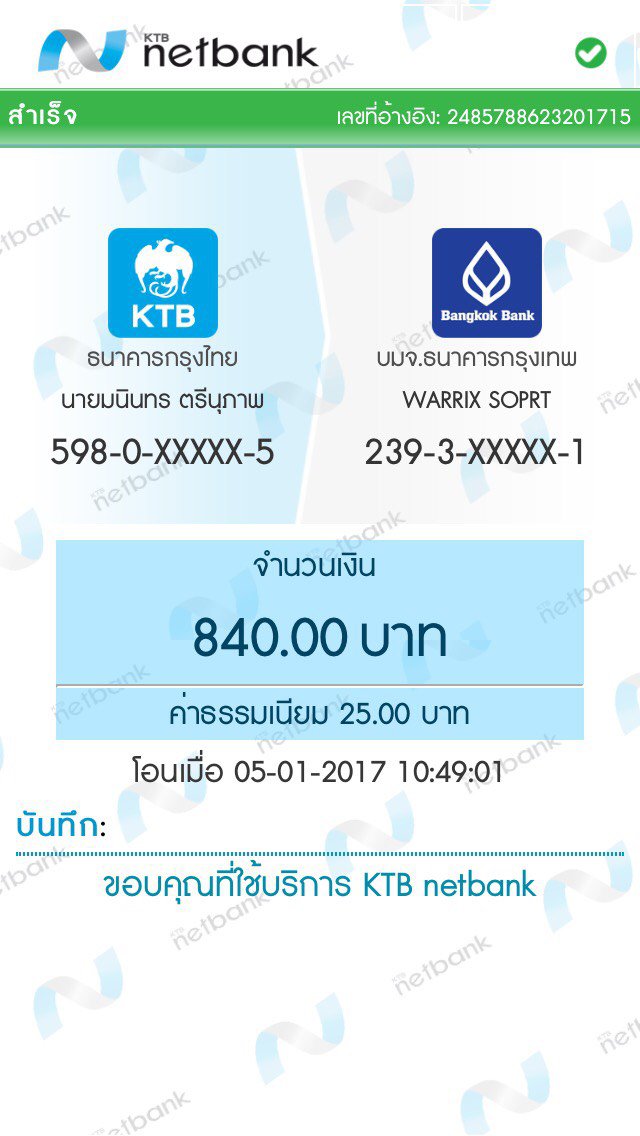 KTB
netbank
สำเร็จ เลขที่อ้างอิง: 2485788623201715
KTB Bangkok Bank
ธนาคารกรุงไทย บมจ.ธนาคารกรุงเทพ
นายมนินทร ตรีนุภาพ WARRIX SOPRT
598-0-XXXXX-5 239-3-XXXXX-1
จำนวนเงิน
840.00 บาท
ค่าธรรมเนียม 25.00 บาท
โอนเมื่อ 05-01-2017 10:49:01
บันทึก:
ขอบคุณที่ใช้บริการ KTB netbank